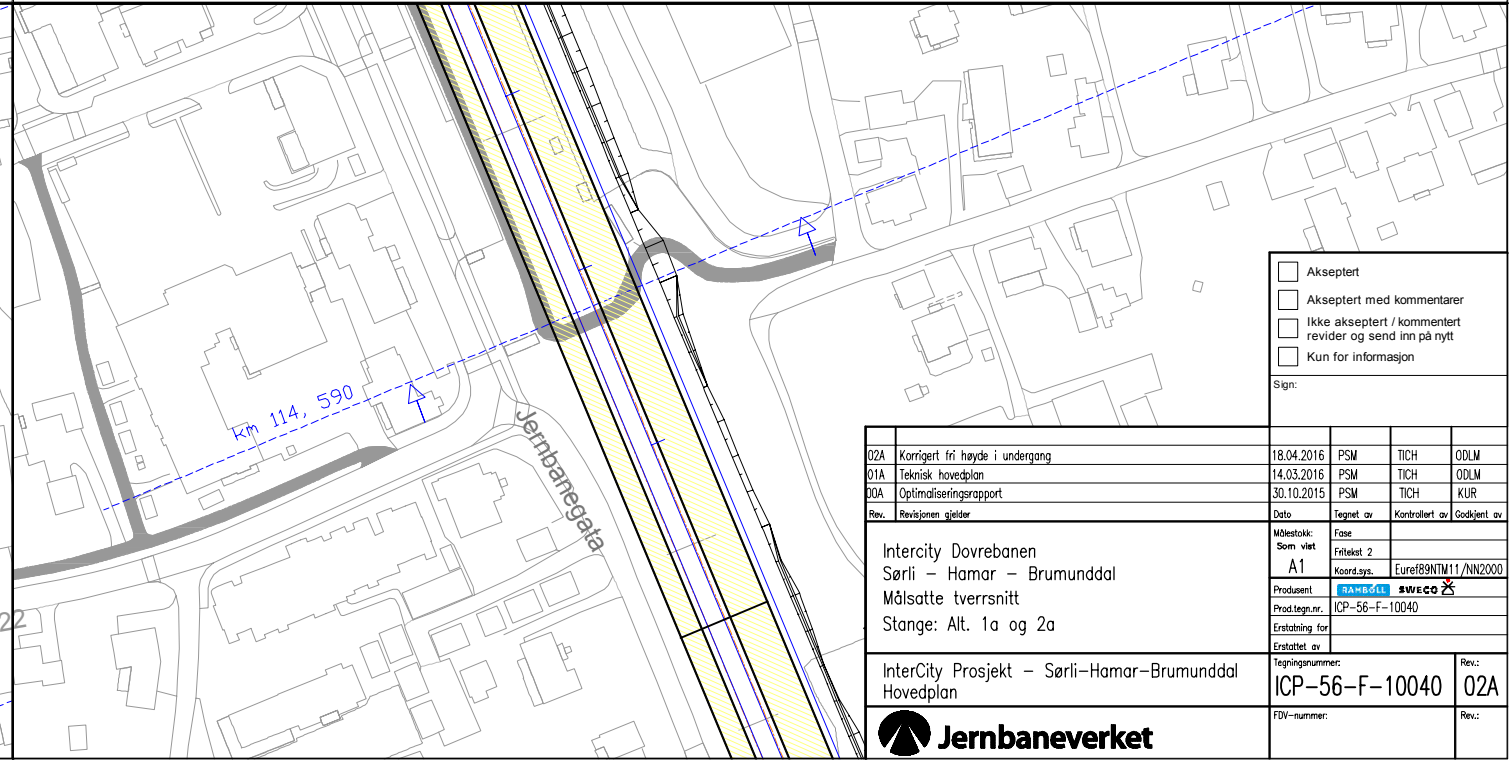 km 114, 590
Jernbanegata
22
Akseptert
Akseptert med kommentarer
Ikke akseptert / kommentert
revider og send inn på nytt
Kun for informasjon
Sign:
02A Korrigert fri høyde i undergang 18.04.2016 PSM TICH ODLM
01A Teknisk hovedplan 14.03.2016 PSM TICH ODLM
00A Optimaliseringsrapport 30.10.2015 PSM TICH KUR
Rev. Revisjonen gjelder Dato Tegnet av Kontrollert av Godkjent av
Intercity Dovrebanen
Sørli – Hamar – Brumunddal
Målsatte tverrsnitt
Stange: Alt. 1a og 2a
Målestokk:
Som vist
A1
Fase
Fritekst 2
Koord.sys. Euref89NTM11/NN2000
Produsent RAMBOLL SWECO
Prod.tegn.nr. ICP-56-F-10040
Erstatning for
Erstattet av
InterCity Prosjekt – Sørli-Hamar-Brumunddal
Hovedplan
Tegningsnummer: Rev.:
ICP-56-F-10040 02A
Jernbaneverket
FDV-nummer: Rev.: